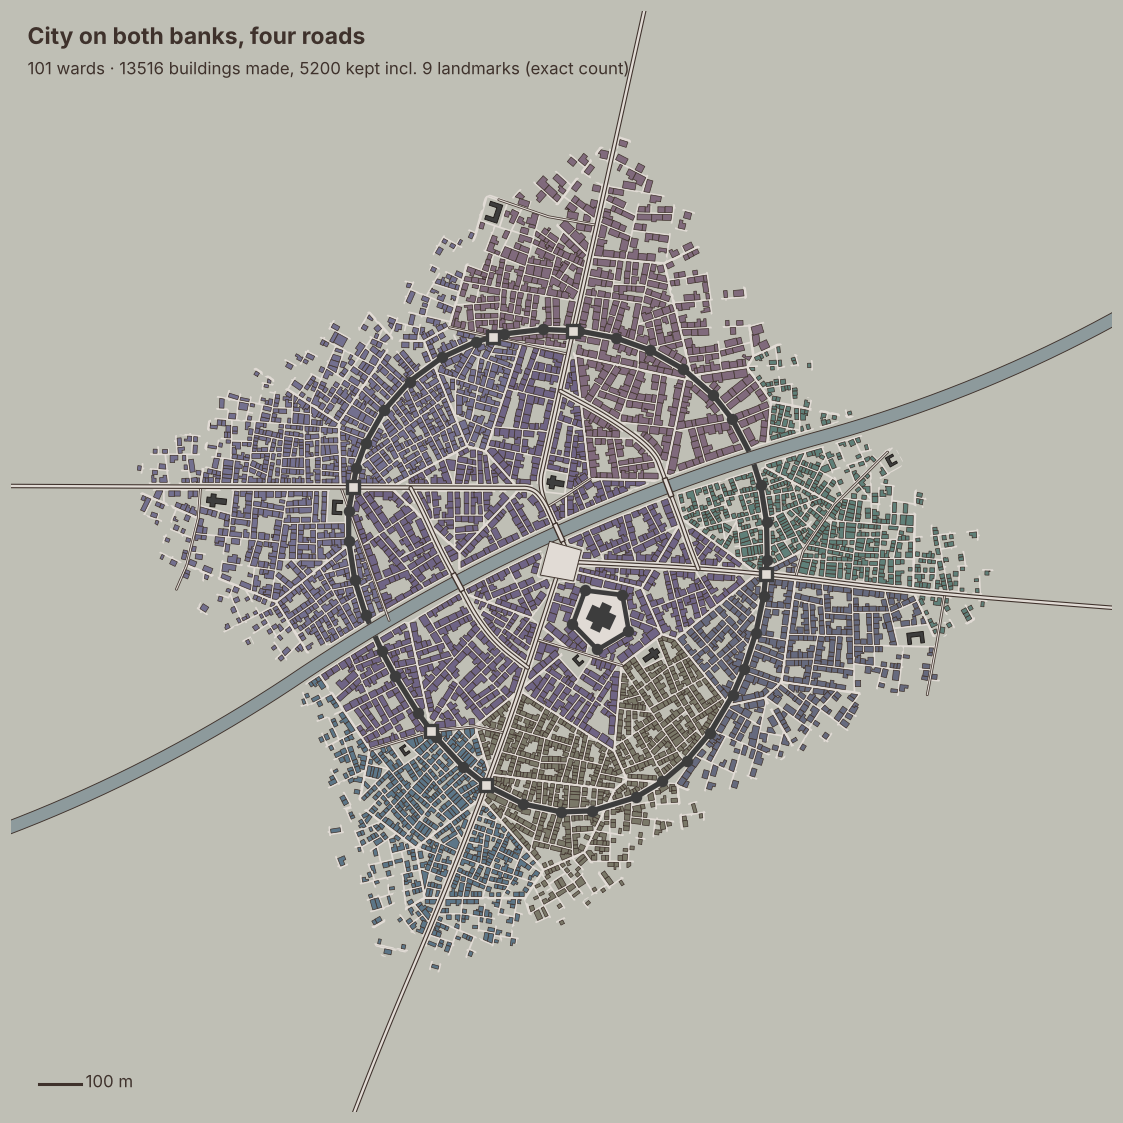 City on both banks, four roads
101 wards · 13516 buildings made, 5200 kept incl. 9 landmarks (exact count)
100 m